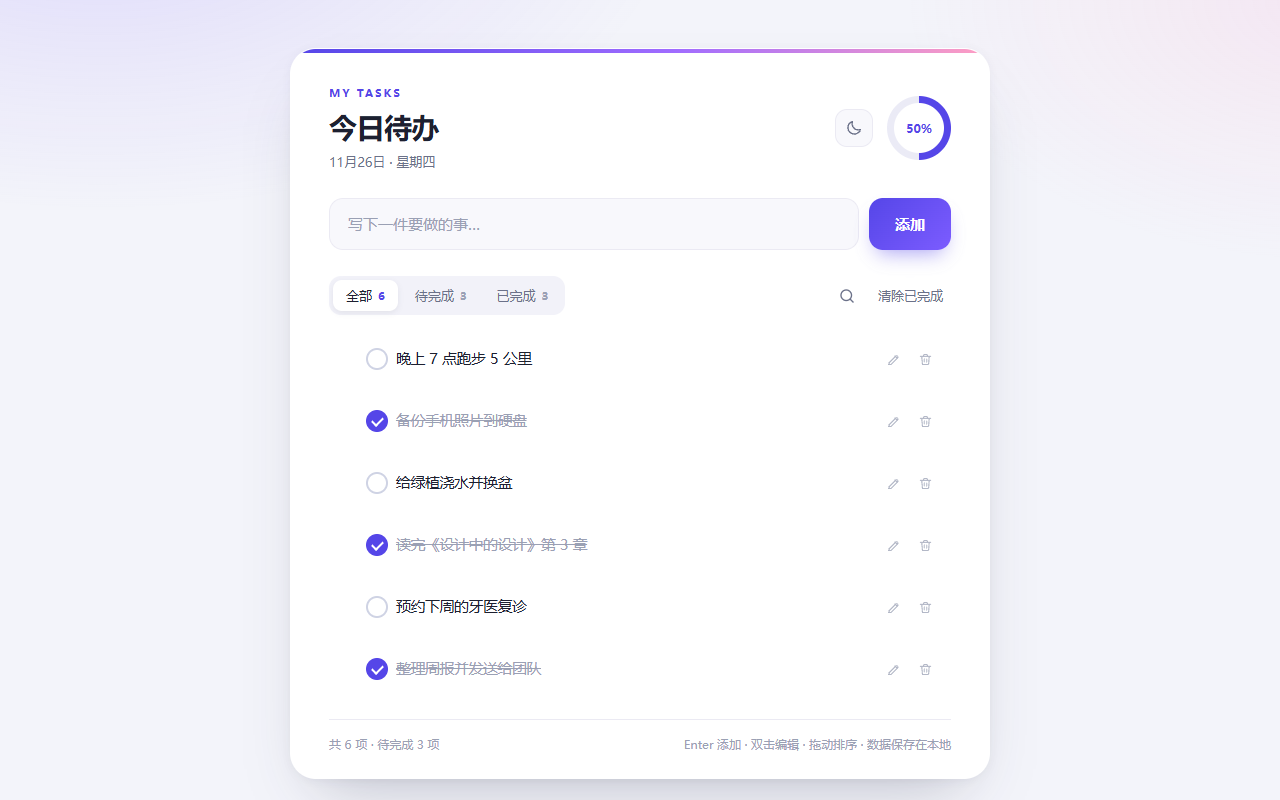 MY TASKS
今日待办
11月26日 · 星期四
50%
写下一件要做的事...
添加
全部 6 待完成 3 已完成 3
清除已完成
晚上 7 点跑步 5 公里
备份手机照片到硬盘
给绿植浇水并换盆
读完《设计中的设计》第 3 章
预约下周的牙医复诊
整理周报并发送给团队
共 6 项 · 待完成 3 项
Enter 添加 · 双击编辑 · 拖动排序 · 数据保存在本地